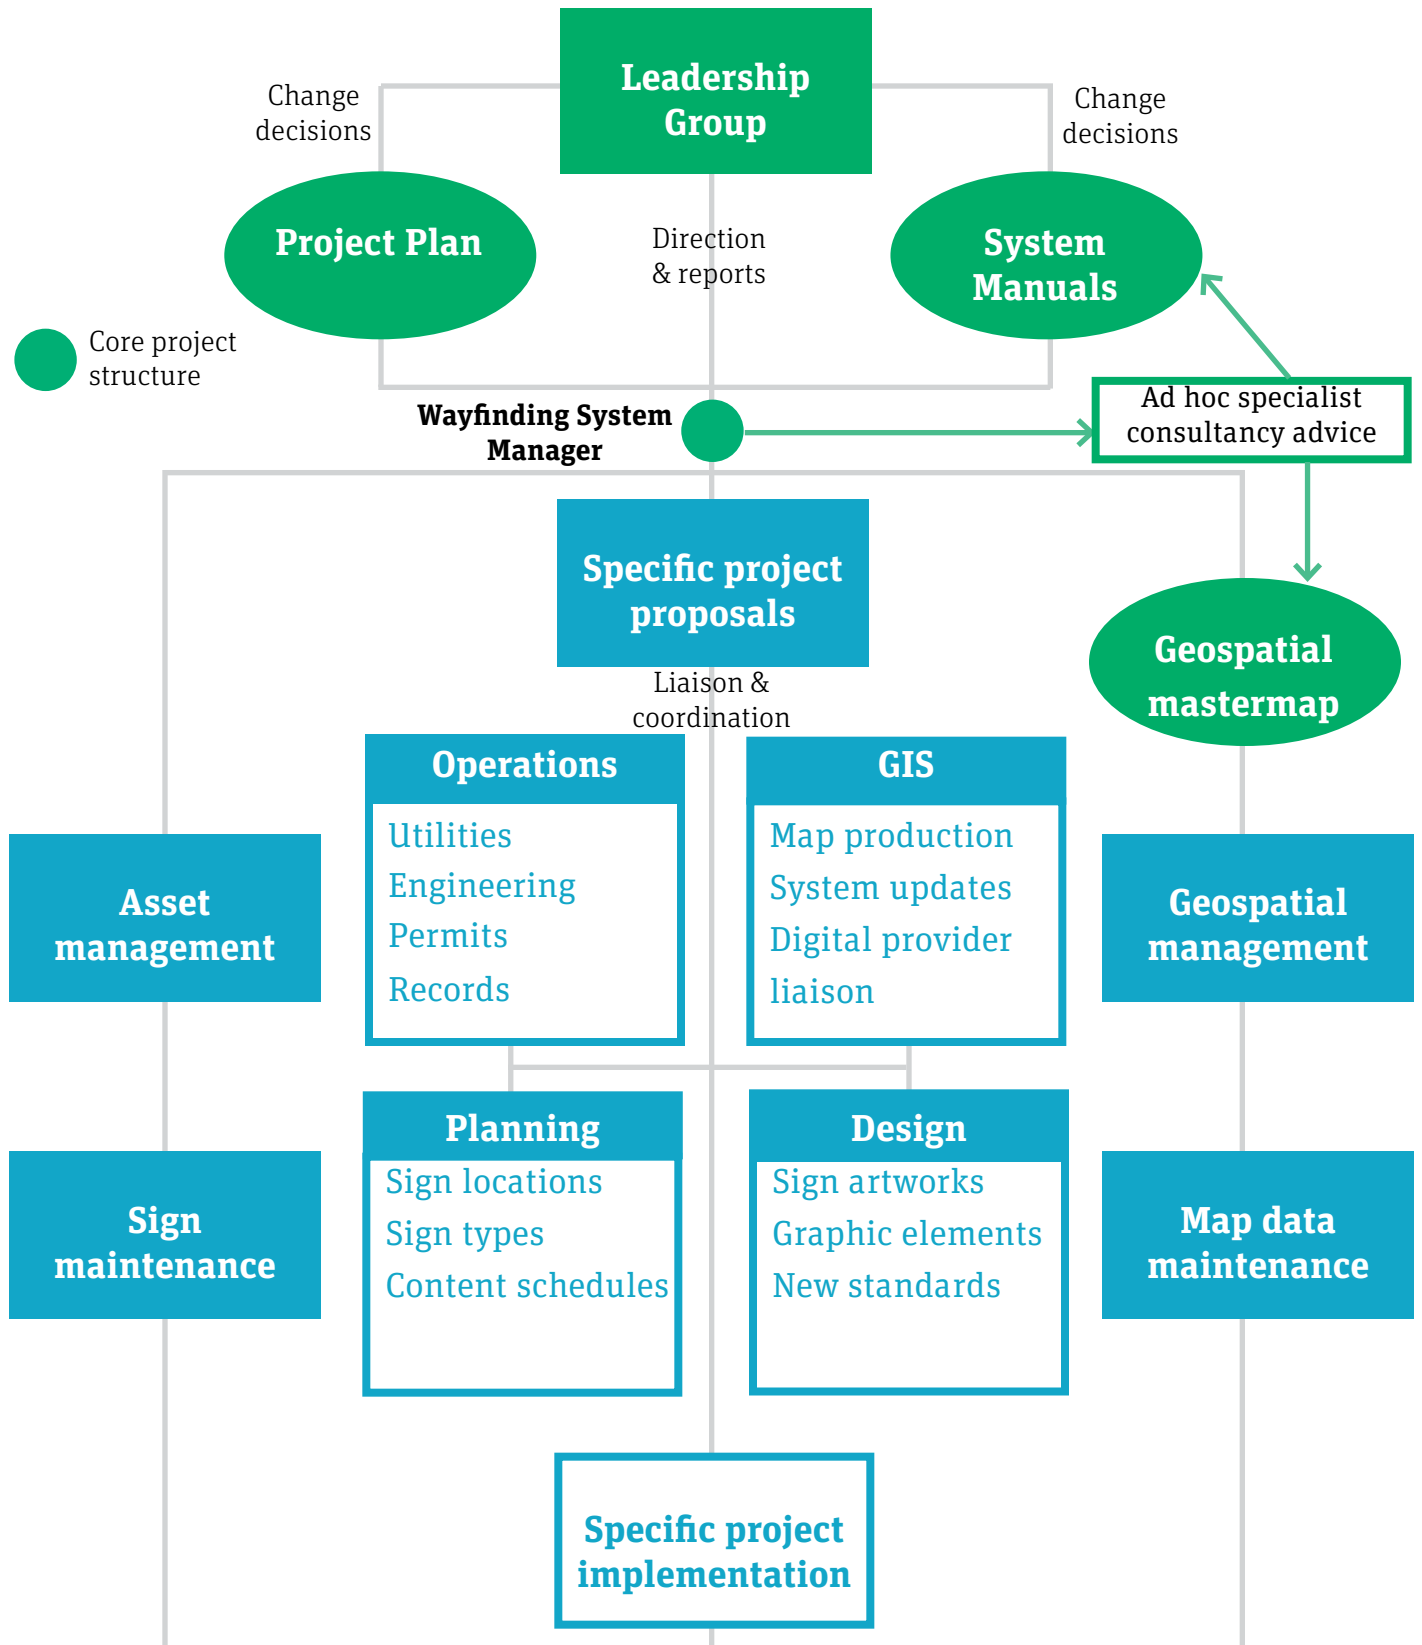 Leadership
Group
Change
decisions
Change
decisions
Project Plan
Direction
& reports
System
Manuals
Core project
structure
Wayfinding System
Manager
Ad hoc specialist
consultancy advice
Specific project
proposals
Liaison &
coordination
Geospatial
mastermap
Operations
Utilities
Engineering
Permits
Records
GIS
Map production
System updates
Digital provider
liaison
Asset
management
Geospatial
management
Planning
Sign locations
Sign types
Content schedules
Design
Sign artworks
Graphic elements
New standards
Sign
maintenance
Map data
maintenance
Specific project
implementation